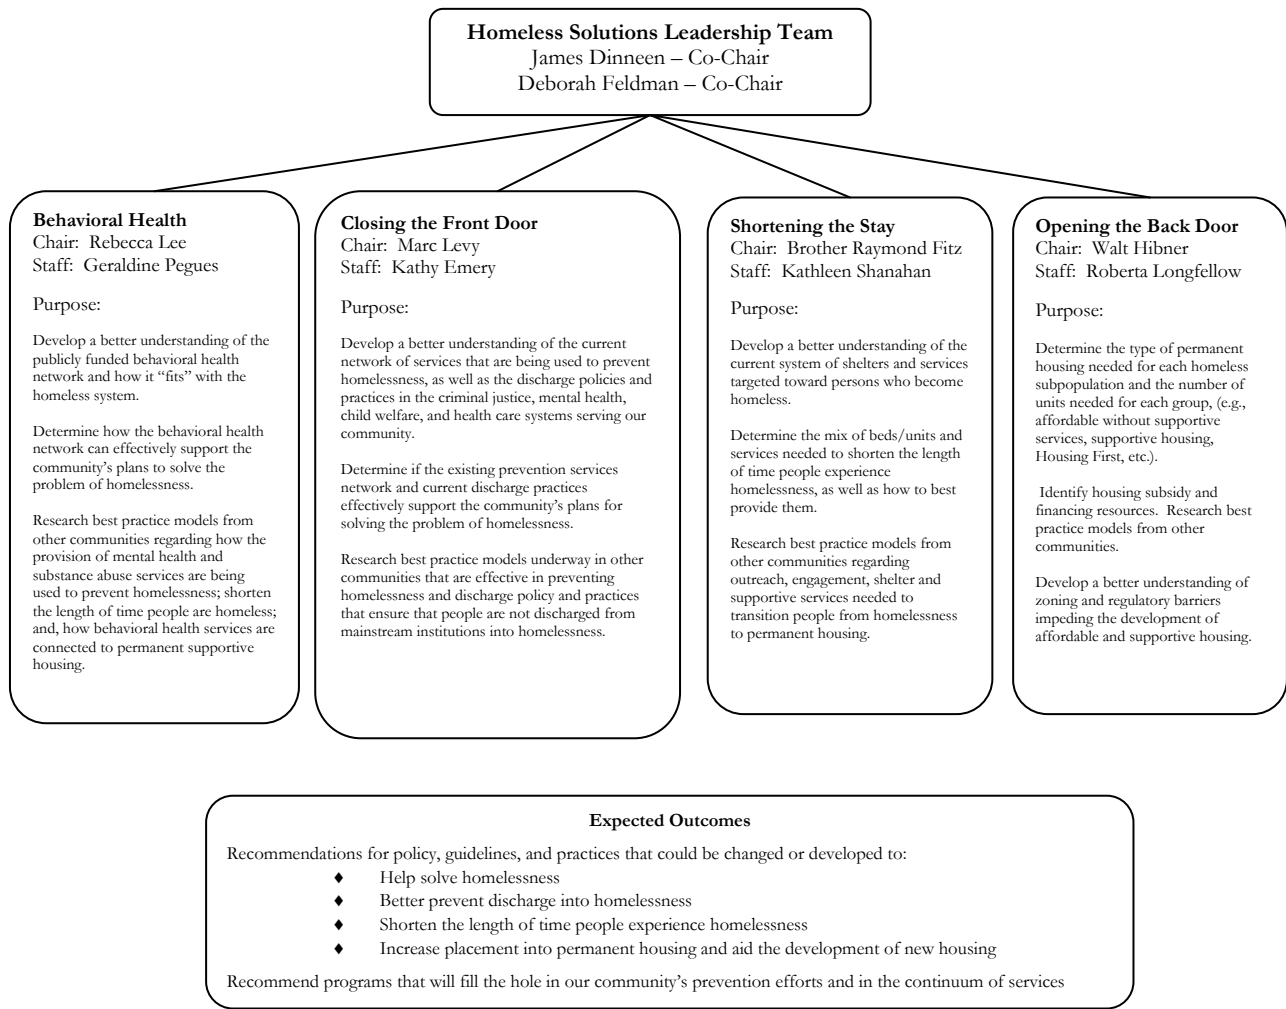 Homeless Solutions Leadership Team
James Dinneen – Co-Chair
Deborah Feldman – Co-Chair
Behavioral Health
Chair:  Rebecca Lee
Staff:  Geraldine Pegues
Purpose:
Develop a better understanding of the
publicly funded behavioral health
network and how it “fits” with the
homeless system.
Determine how the behavioral health
network can effectively support the
community’s plans to solve the
problem of homelessness.
Research best practice models from
other communities regarding how the
provision of mental health and
substance abuse services are being
used to prevent homelessness; shorten
the length of time people are homeless;
and, how behavioral health services are
connected to permanent supportive
housing.
Closing the Front Door
Chair:  Marc Levy
Staff:  Kathy Emery
Purpose:
Develop a better understanding of the current
network of services that are being used to prevent
homelessness, as well as the discharge policies and
practices in the criminal justice, mental health,
child welfare, and health care systems serving our
community.
Determine if the existing prevention services
network and current discharge practices
effectively support the community’s plans for
solving the problem of homelessness.
Research best practice models underway in other
communities that are effective in preventing
homelessness and discharge policy and practices
that ensure that people are not discharged from
mainstream institutions into homelessness.
Shortening the Stay
Chair:  Brother Raymond Fitz
Staff:  Kathleen Shanahan
Purpose:
Develop a better understanding of the
current system of shelters and services
targeted toward persons who become
homeless.
Determine the mix of beds/units and
services needed to shorten the length
of time people experience
homelessness, as well as how to best
provide them.
Research best practice models from
other communities regarding
outreach, engagement, shelter and
supportive services needed to
transition people from homelessness
to permanent housing.
Opening the Back Door
Chair:  Walt Hibner
Staff:  Roberta Longfellow
Purpose:
Determine the type of permanent
housing needed for each homeless
subpopulation and the number of
units needed for each group, (e.g.,
affordable without supportive
services, supportive housing,
Housing First, etc.).
Identify housing subsidy and
financing resources.  Research best
practice models from other
communities.
Develop a better understanding of
zoning and regulatory barriers
impeding the development of
affordable and supportive housing.
Expected Outcomes
Recommendations for policy, guidelines, and practices that could be changed or developed to:
♦ Help solve homelessness
♦ Better prevent discharge into homelessness
♦ Shorten the length of time people experience homelessness
♦ Increase placement into permanent housing and aid the development of new housing
Recommend programs that will fill the hole in our community’s prevention efforts and in the continuum of services